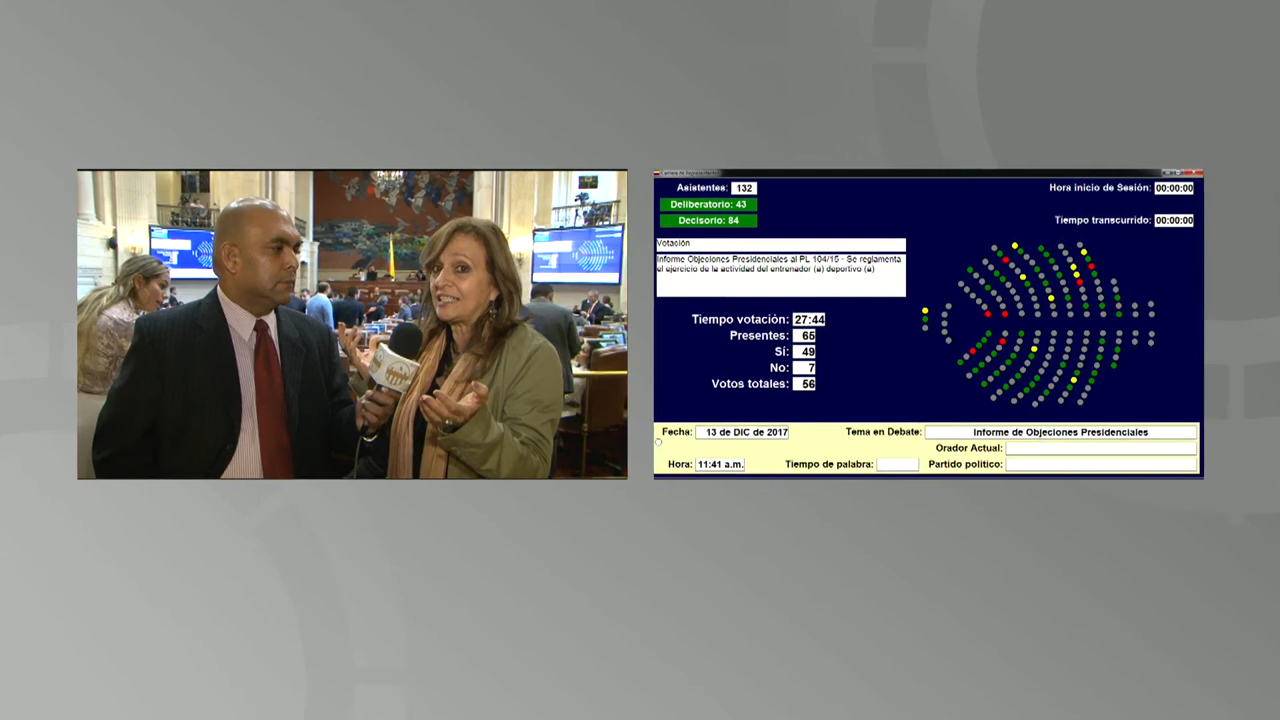 Camara de Representantes
Asistentes: 132
Deliberatorio: 43
Decisorio: 84
Hora inicio de Sesión: 00:00:00
Tiempo transcurrido: 00:00:00
Votación
Informe Objeciones Presidenciales al PL 104/15 - Se reglamenta
el ejercicio de la actividad del entrenador (a) deportivo (a)
Tiempo votación: 27:44
Presentes: 65
Sí: 49
No: 7
Votos totales: 56
Fecha: 13 de DIC de 2017
Tema en Debate: Informe de Objeciones Presidenciales
Orador Actual:
Hora: 11:41 a.m.
Tiempo de palabra:
Partido político: